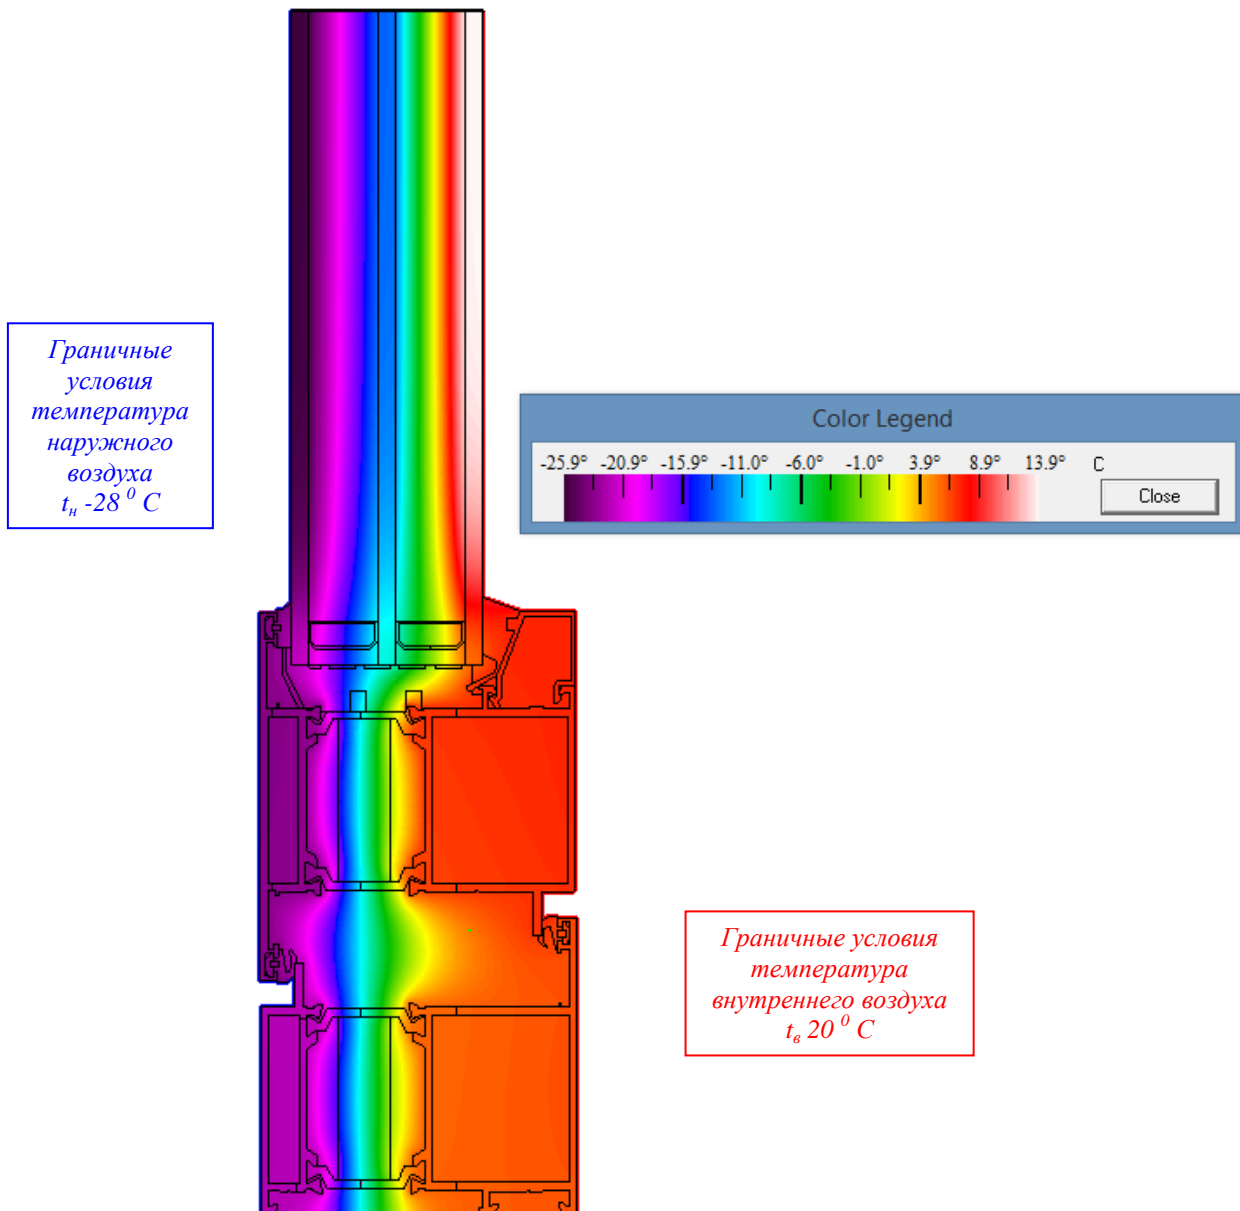 Граничные
условия
температура
наружного
воздуха
tн -28 ⁰ C
Color Legend
-25.9° -20.9° -15.9° -11.0° -6.0° -1.0° 3.9° 8.9° 13.9° C
Close
Граничные условия
температура
внутреннего воздуха
tв 20 ⁰ C